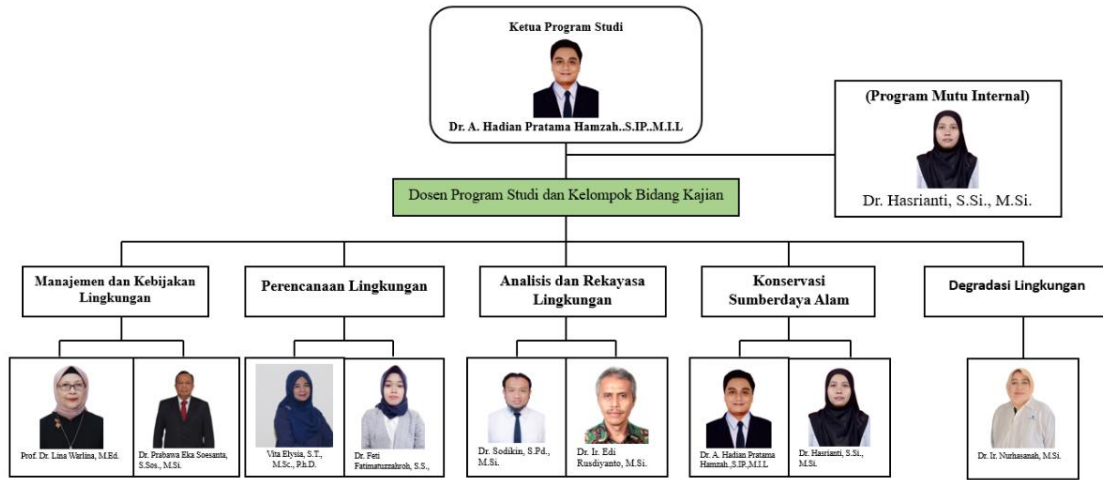 Ketua Program Studi
Dr. A. Hadian Pratama Hamzah..S.IP..M.I.L
(Program Mutu Internal)
Dr. Hasrianti, S.Si., M.Si.
Dosen Program Studi dan Kelompok Bidang Kajian
Manajemen dan Kebijakan
Lingkungan
Perencanaan Lingkungan
Analisis dan Rekayasa
Lingkungan
Konservasi
Sumberdaya Alam
Degradasi Lingkungan
Prof. Dr. Lina Warlina, M.Ed.
Dr. Prabawa Eka Soesanta,
S.Sos., M.Si.
Vita Elysia, S.T.,
M.Sc., P.h.D.
Dr. Feti
Fatimatuzzahroh, S.S.,
Dr. Sodikin, S.Pd.,
M.Si.
Dr. Ir. Edi
Rusdiyanto, M.Si.
Dr. A. Hadian Pratama
Hamzah.,S.IP.,M.I.L
Dr. Hasrianti, S.Si.,
M.Si.
Dr. Ir. Nurhasanah, M.Si.